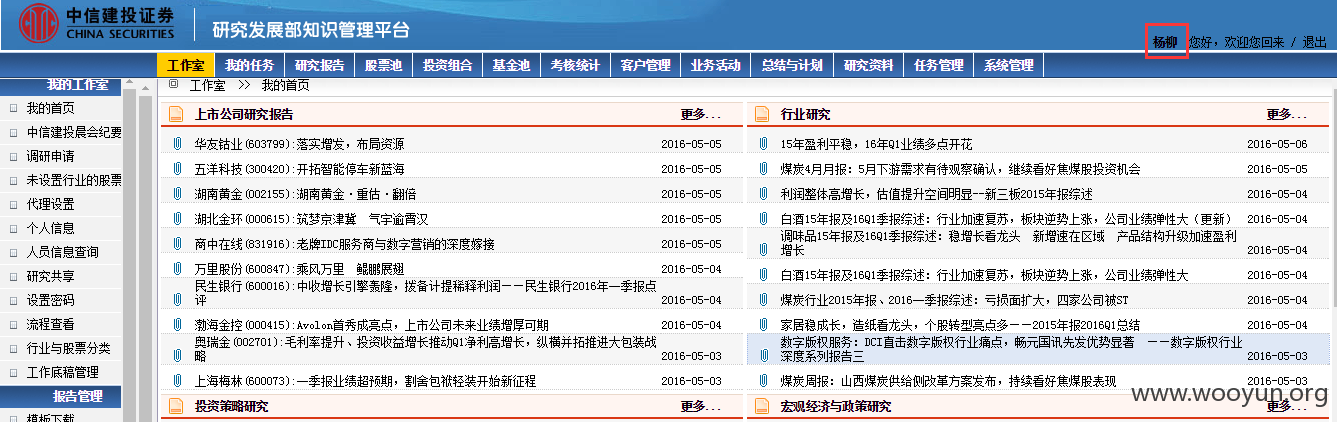 中信建投证券
CHINA SECURITIES
研究发展部知识管理平台
杨柳 您好，欢迎您回来 / 退出
工作室 我的任务 研究报告 股票池 投资组合 基金池 考核统计 客户管理 业务活动 总结与计划 研究资料 任务管理 系统管理
我的工作室
我的首页
中信建投晨会纪要
调研申请
未设置行业的股票
代理设置
个人信息
人员信息查询
研究共享
设置密码
流程查看
行业与股票分类
工作底稿管理
报告管理
模板下载
工作室 >> 我的首页
上市公司研究报告 更多...
华友钴业(603799):落实增发，布局资源 2016-05-05
五洋科技(300420):开拓智能停车新蓝海 2016-05-05
湖南黄金(002155):湖南黄金·重估·翻倍 2016-05-05
湖北金环(000615):筑梦京津冀 气宇逾霄汉 2016-05-05
商中在线(831916):老牌IDC服务商与数字营销的深度嫁接 2016-05-05
万里股份(600847):乘风万里 鲲鹏展翅 2016-05-04
民生银行(600016):中收增长引擎轰隆，拨备计提稀释利润——民生银行2016年一季报点
评 2016-05-04
渤海金控(000415):Avolon首秀成亮点，上市公司未来业绩增厚可期 2016-05-04
奥瑞金(002701):毛利率提升、投资收益增长推动Q1净利高增长，纵横并拓推进大包装战
略 2016-05-03
上海梅林(600073):一季报业绩超预期，割舍包袱轻装开始新征程 2016-05-03
投资策略研究 更多...
行业研究 更多...
15年盈利平稳，16年Q1业绩多点开花 2016-05-06
煤炭4月月报：5月下游需求有待观察确认，继续看好焦煤股投资机会 2016-05-04
利润整体高增长，估值提升空间明显--新三板2015年报综述 2016-05-04
白酒15年报及16Q1季报综述：行业加速复苏，板块逆势上涨，公司业绩弹性大（更新） 2016-05-04
调味品15年报及16Q1季报综述：稳增长看龙头 新增速在区域 产品结构升级加速盈利
增长 2016-05-04
白酒15年报及16Q1季报综述：行业加速复苏，板块逆势上涨，公司业绩弹性大 2016-05-04
煤炭行业2015年报、2016一季报综述：亏损面扩大，四家公司被ST 2016-05-04
家居稳成长，造纸看龙头，个股转型亮点多——2015年报2016Q1总结 2016-05-04
数字版权服务：DCI直击数字版权行业痛点，畅元国讯先发优势显著 ——数字版权行业
深度系列报告三 2016-05-03
煤炭周报：山西煤炭供给侧改革方案发布，持续看好焦煤股表现 2016-05-03
宏观经济与政策研究 更多...
www.wooyun.org